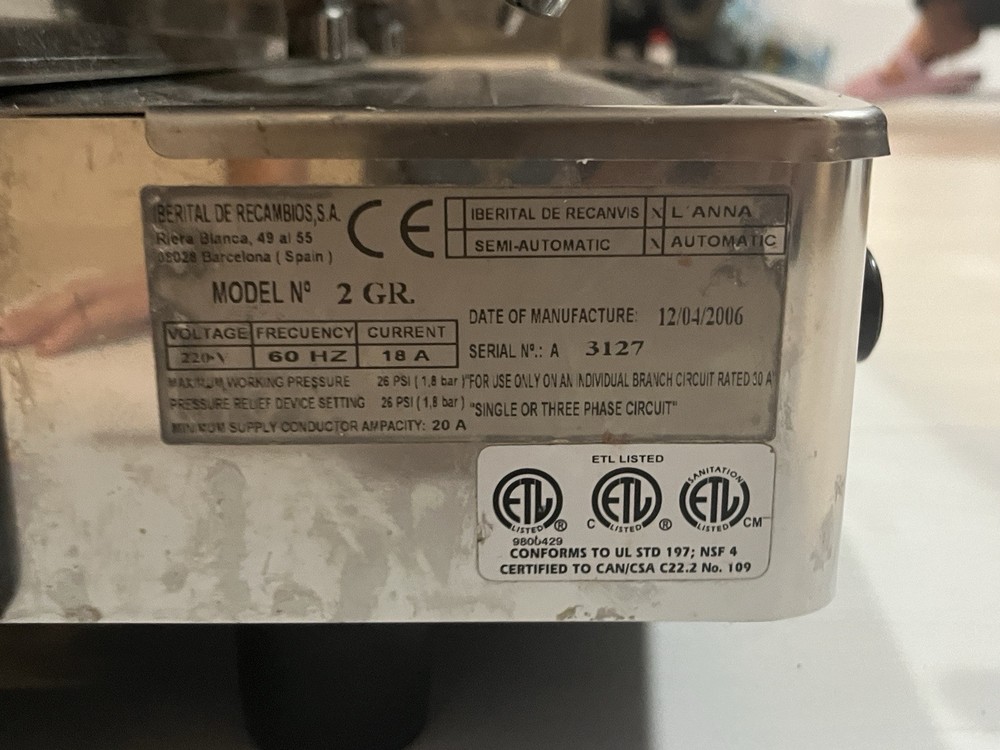 IBERITAL DE RECAMBIOS,S.A.
Riera Blanca, 49 al 55
08028 Barcelona ( Spain )
CE
IBERITAL DE RECANVIS \ L'ANNA
SEMI-AUTOMATIC \ AUTOMATIC
MODEL Nº 2 GR.
VOLTAGE FRECUENCY CURRENT
220-V 60 HZ 18 A
DATE OF MANUFACTURE: 12/04/2006
SERIAL Nº.: A 3127
MAXIMUM WORKING PRESSURE 26 PSI ( 1,8 bar )
PRESSURE RELIEF DEVICE SETTING 26 PSI ( 1,8 bar )
MINIMUM SUPPLY CONDUCTOR AMPACITY: 20 A
"FOR USE ONLY ON AN INDIVIDUAL BRANCH CIRCUIT RATED 30 A"
"SINGLE OR THREE PHASE CIRCUIT"
ETL LISTED
ETL LISTED ®
C ETL LISTED ®
SANITATION ETL LISTED CM
9800429
CONFORMS TO UL STD 197; NSF 4
CERTIFIED TO CAN/CSA C22.2 No. 109